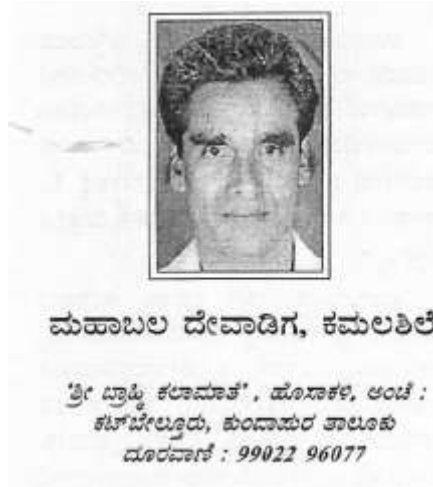 ಮಹಾಬಲ ದೇವಾಡಿಗ, ಕಮಲಶಿಲೆ
'ಶ್ರೀ ಬ್ರಾಹ್ಮಿ ಕಲಾಮಾತೆ' , ಹೊಸಾಕಳಿ, ಅಂಚೆ :
ಕಟ್‌ಬೇಲ್ತೂರು, ಕುಂದಾಪುರ ತಾಲೂಕು
ದೂರವಾಣಿ : 99022 96077